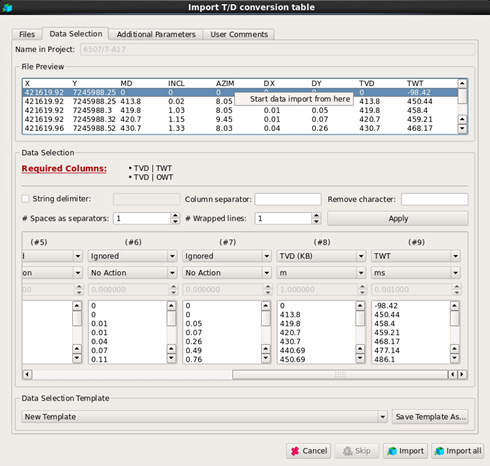 Import T/D conversion table
Files Data Selection Additional Parameters User Comments
Name in Project: 6507/7-A17
File Preview
X Y MD INCL AZIM DX DY TVD TWT
421619.92 7245988.25 0 0 0 0 0 0 -98.42
421619.92 7245988.25 413.8 0.02 8.05 413.8 450.44
Start data import from here
421619.92 7245988.3 419.8 1.03 8.05 0.01 0.05 419.8 458.4
421619.92 7245988.32 420.7 1.15 9.45 0.01 0.07 420.7 459.21
421619.96 7245988.52 430.7 1.33 8.03 0.04 0.26 430.7 468.17
Data Selection
Required Columns:
• TVD | TWT
• TVD | OWT
String delimiter: Column separator: Remove character:
# Spaces as separators: 1 # Wrapped lines: 1 Apply
(#5) (#6) (#7) (#8) (#9)
Ignored Ignored TVD (KB) TWT
on No Action No Action m ms
00 0.000000 0.000000 1.000000 0.001000
0 0 0 -98.42
0 0 413.8 450.44
0.01 0.05 419.8 458.4
0.01 0.07 420.7 459.21
0.04 0.26 430.7 468.17
0.07 0.49 440.69 477.14
0.11 0.76 450.69 486.1
Data Selection Template
New Template Save Template As...
Cancel Skip Import Import all